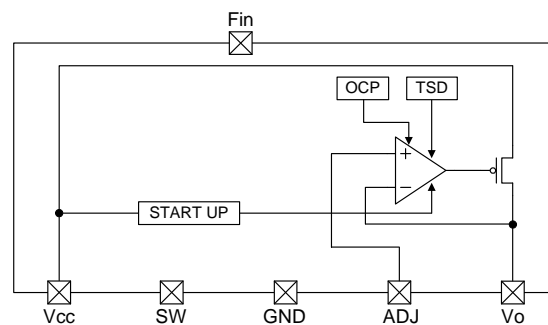 Fin
OCP TSD
+
−
START UP
Vcc SW GND ADJ Vo